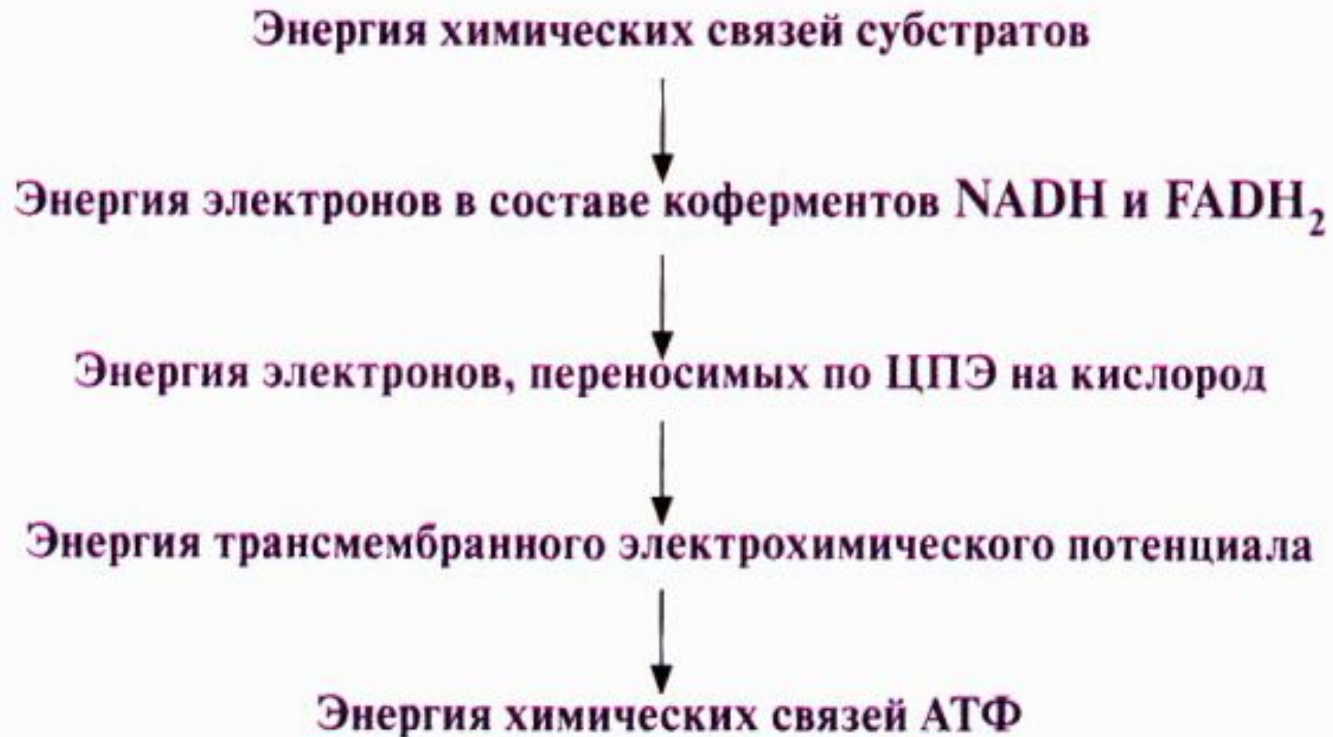 Энергия химических связей субстратов
Энергия электронов в составе коферментов NADH и FADH₂
Энергия электронов, переносимых по ЦПЭ на кислород
Энергия трансмембранного электрохимического потенциала
Энергия химических связей АТФ